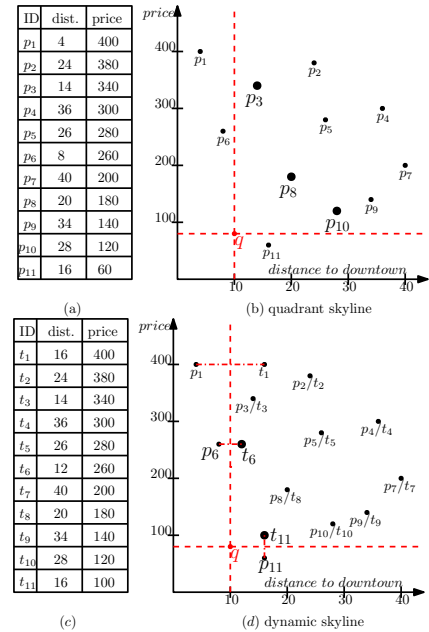 ID dist. price
p1 4 400
p2 24 380
p3 14 340
p4 36 300
p5 26 280
p6 8 260
p7 40 200
p8 20 180
p9 34 140
p10 28 120
p11 16 60
(a)
price
400
300
200
100
10 20 30 40
distance to downtown
p1
p2
p3
p4
p5
p6
p7
p8
p9
p10
p11
q
(b) quadrant skyline
ID dist. price
t1 16 400
t2 24 380
t3 14 340
t4 36 300
t5 26 280
t6 12 260
t7 40 200
t8 20 180
t9 34 140
t10 28 120
t11 16 100
(c)
price
400
300
200
100
10 20 30 40
distance to downtown
p1
t1
p2/t2
p3/t3
p4/t4
p5/t5
p6
t6
p7/t7
p8/t8
p9/t9
p10/t10
t11
p11
q
(d) dynamic skyline